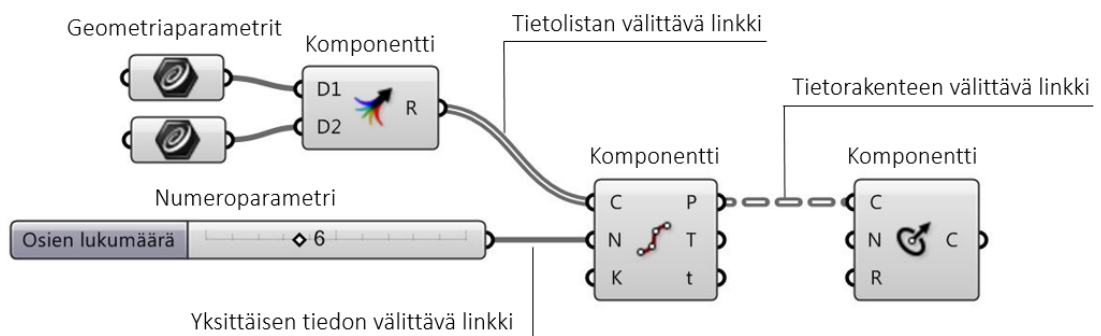 Tietolistan välittävä linkki
Geometriaparametrit
Komponentti
D1
D2
R
Tietorakenteen välittävä linkki
Komponentti
Komponentti
Numeroparametri
Osien lukumäärä
6
C
N
K
P
T
t
C
N
R
C
Yksittäisen tiedon välittävä linkki